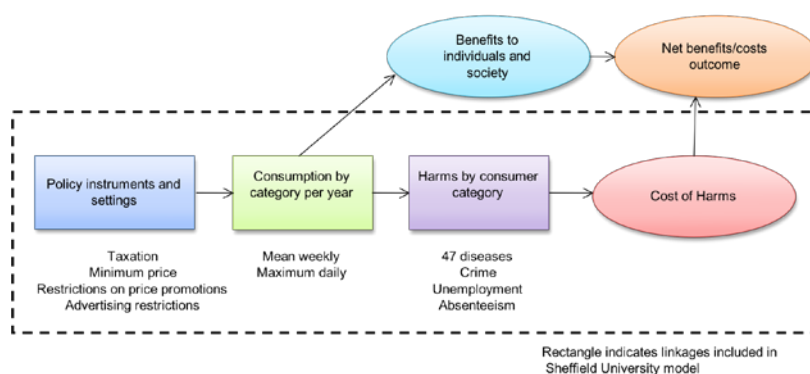 Benefits to
individuals and
society
Net benefits/costs
outcome
Policy instruments and
settings
Consumption by
category per year
Harms by consumer
category
Cost of Harms
Taxation
Minimum price
Restrictions on price promotions
Advertising restrictions
Mean weekly
Maximum daily
47 diseases
Crime
Unemployment
Absenteeism
Rectangle indicates linkages included in
Sheffield University model